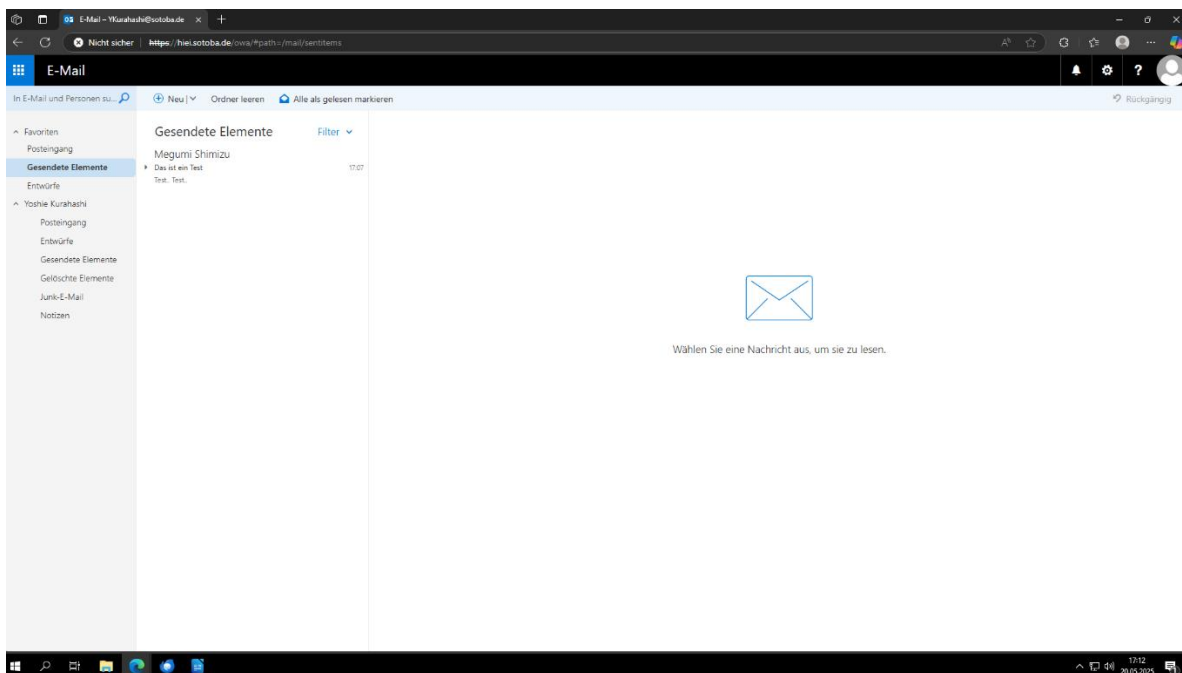 E-Mail – YKurahashi@sotoba.de
Nicht sicher https://hiei.sotoba.de/owa/#path=/mail/sentitems
E-Mail
In E-Mail und Personen su...
Neu
Ordner leeren
Alle als gelesen markieren
Rückgängig
Favoriten
Posteingang
Gesendete Elemente
Entwürfe
Yoshie Kurahashi
Posteingang
Entwürfe
Gesendete Elemente
Gelöschte Elemente
Junk-E-Mail
Notizen
Gesendete Elemente
Filter
Megumi Shimizu
Das ist ein Test 17:07
Test. Test.
Wählen Sie eine Nachricht aus, um sie zu lesen.
17:12
20.05.2025